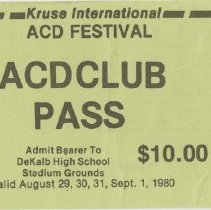 Kruse International
ACD FESTIVAL
ACDCLUB
PASS
Admit Bearer To
DeKalb High School
Stadium Grounds
$10.00
alid August 29, 30, 31, Sept. 1, 1980